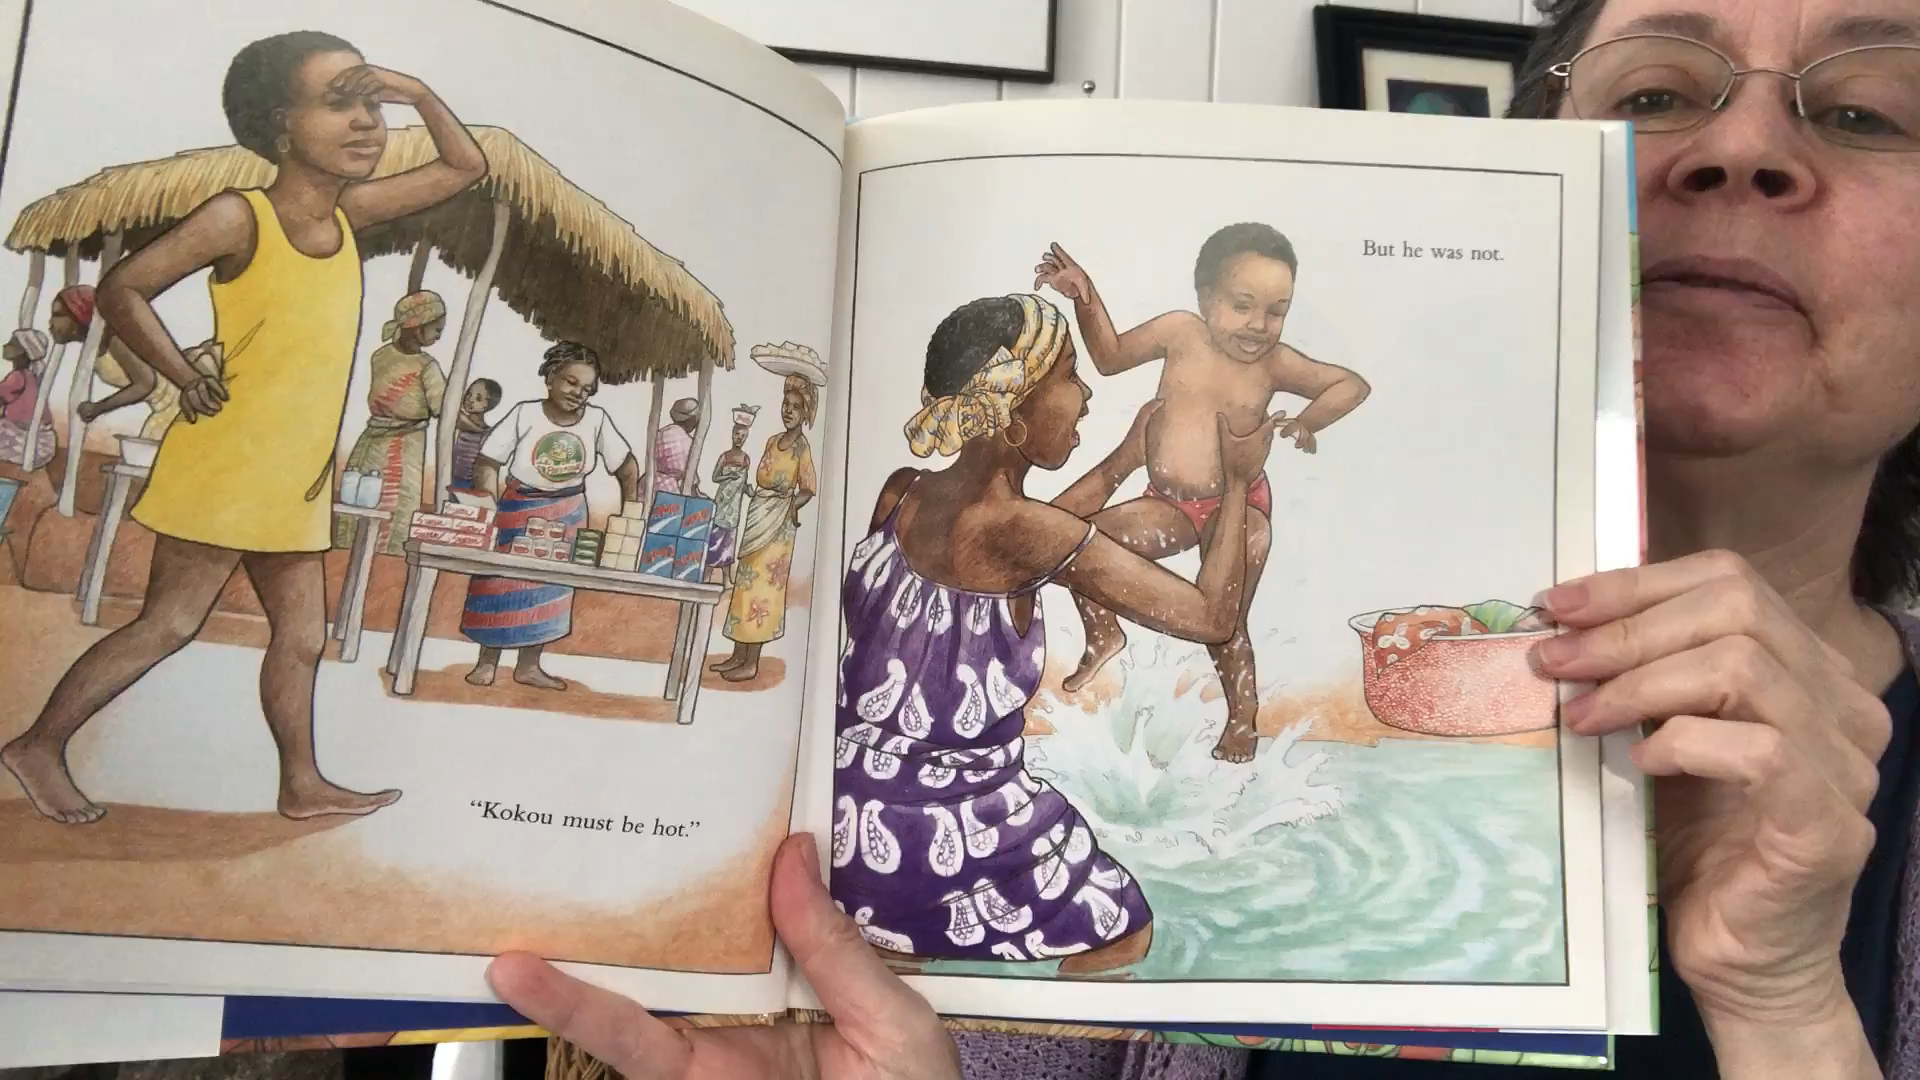 “Kokou must be hot.”
But he was not.